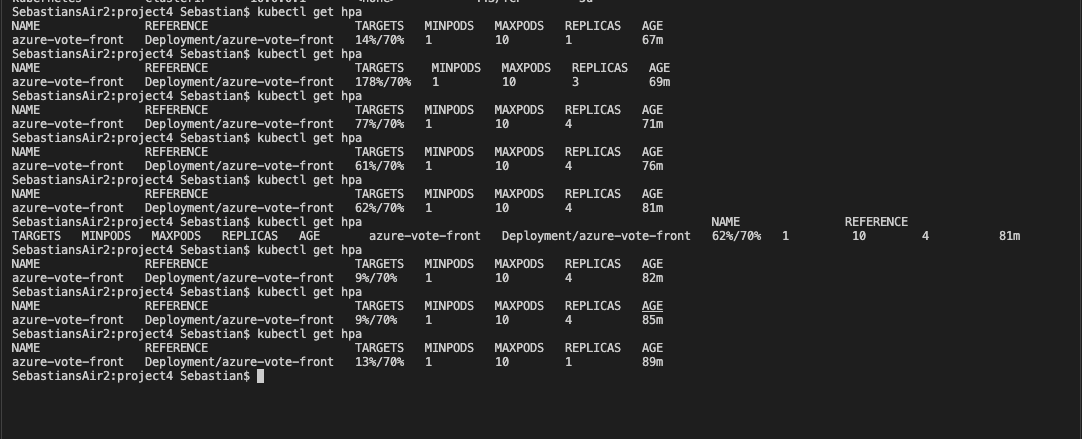 SebastiansAir2:project4 Sebastian$ kubectl get hpa
NAME REFERENCE TARGETS MINPODS MAXPODS REPLICAS AGE
azure-vote-front Deployment/azure-vote-front 14%/70% 1 10 1 67m
SebastiansAir2:project4 Sebastian$ kubectl get hpa
NAME REFERENCE TARGETS MINPODS MAXPODS REPLICAS AGE
azure-vote-front Deployment/azure-vote-front 178%/70% 1 10 3 69m
SebastiansAir2:project4 Sebastian$ kubectl get hpa
NAME REFERENCE TARGETS MINPODS MAXPODS REPLICAS AGE
azure-vote-front Deployment/azure-vote-front 77%/70% 1 10 4 71m
SebastiansAir2:project4 Sebastian$ kubectl get hpa
NAME REFERENCE TARGETS MINPODS MAXPODS REPLICAS AGE
azure-vote-front Deployment/azure-vote-front 61%/70% 1 10 4 76m
SebastiansAir2:project4 Sebastian$ kubectl get hpa
NAME REFERENCE TARGETS MINPODS MAXPODS REPLICAS AGE
azure-vote-front Deployment/azure-vote-front 62%/70% 1 10 4 81m
SebastiansAir2:project4 Sebastian$ kubectl get hpa NAME REFERENCE
TARGETS MINPODS MAXPODS REPLICAS AGE azure-vote-front Deployment/azure-vote-front 62%/70% 1 10 4 81m
SebastiansAir2:project4 Sebastian$ kubectl get hpa
NAME REFERENCE TARGETS MINPODS MAXPODS REPLICAS AGE
azure-vote-front Deployment/azure-vote-front 9%/70% 1 10 4 82m
SebastiansAir2:project4 Sebastian$ kubectl get hpa
NAME REFERENCE TARGETS MINPODS MAXPODS REPLICAS AGE
azure-vote-front Deployment/azure-vote-front 9%/70% 1 10 4 85m
SebastiansAir2:project4 Sebastian$ kubectl get hpa
NAME REFERENCE TARGETS MINPODS MAXPODS REPLICAS AGE
azure-vote-front Deployment/azure-vote-front 13%/70% 1 10 1 89m
SebastiansAir2:project4 Sebastian$